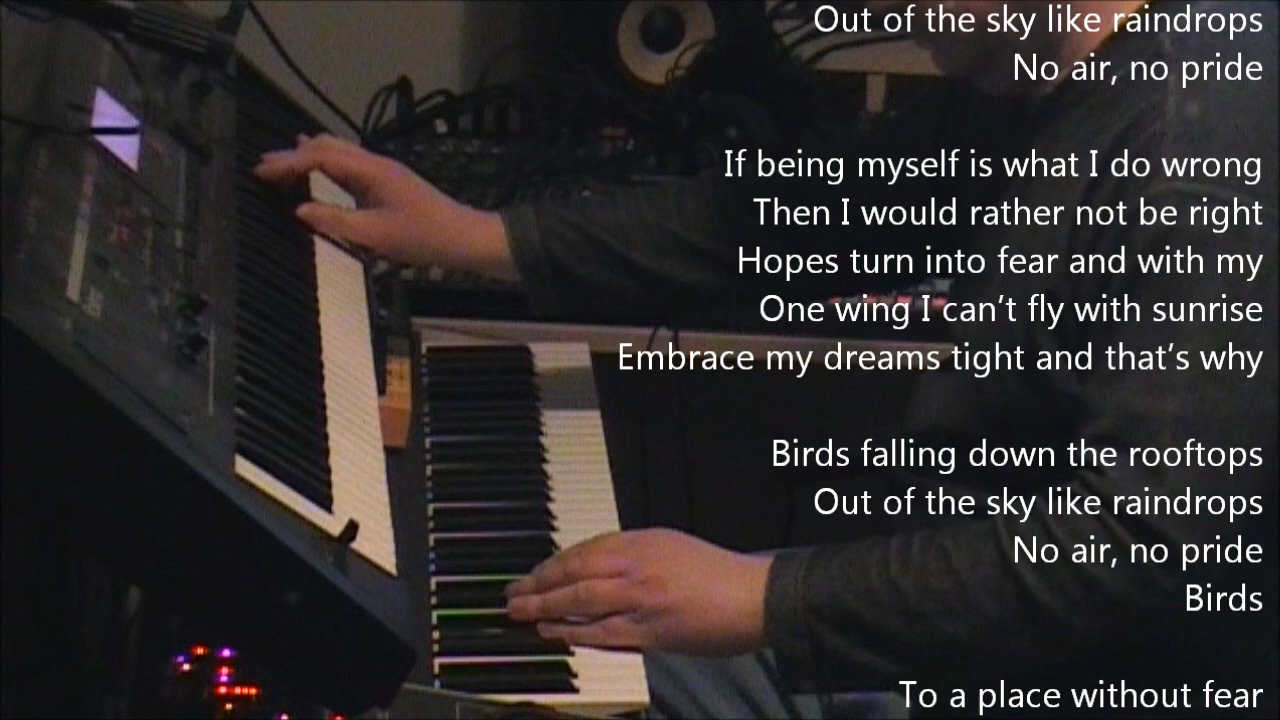 Out of the sky like raindrops
No air, no pride
If being myself is what I do wrong
Then I would rather not be right
Hopes turn into fear and with my
One wing I can’t fly with sunrise
Embrace my dreams tight and that’s why
Birds falling down the rooftops
Out of the sky like raindrops
No air, no pride
Birds
To a place without fear